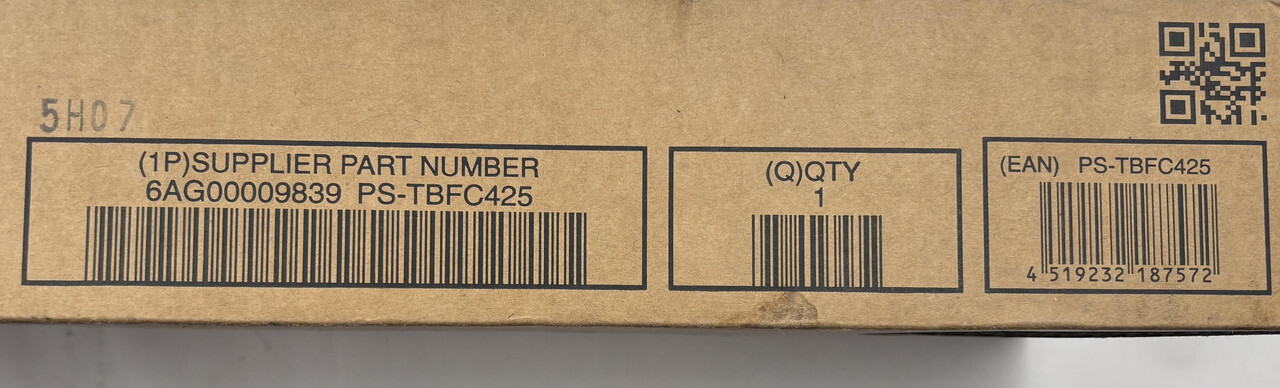 5H07
(1P)SUPPLIER PART NUMBER
6AG00009839 PS-TBFC425
(Q)QTY
1
(EAN) PS-TBFC425
4 519232 187572